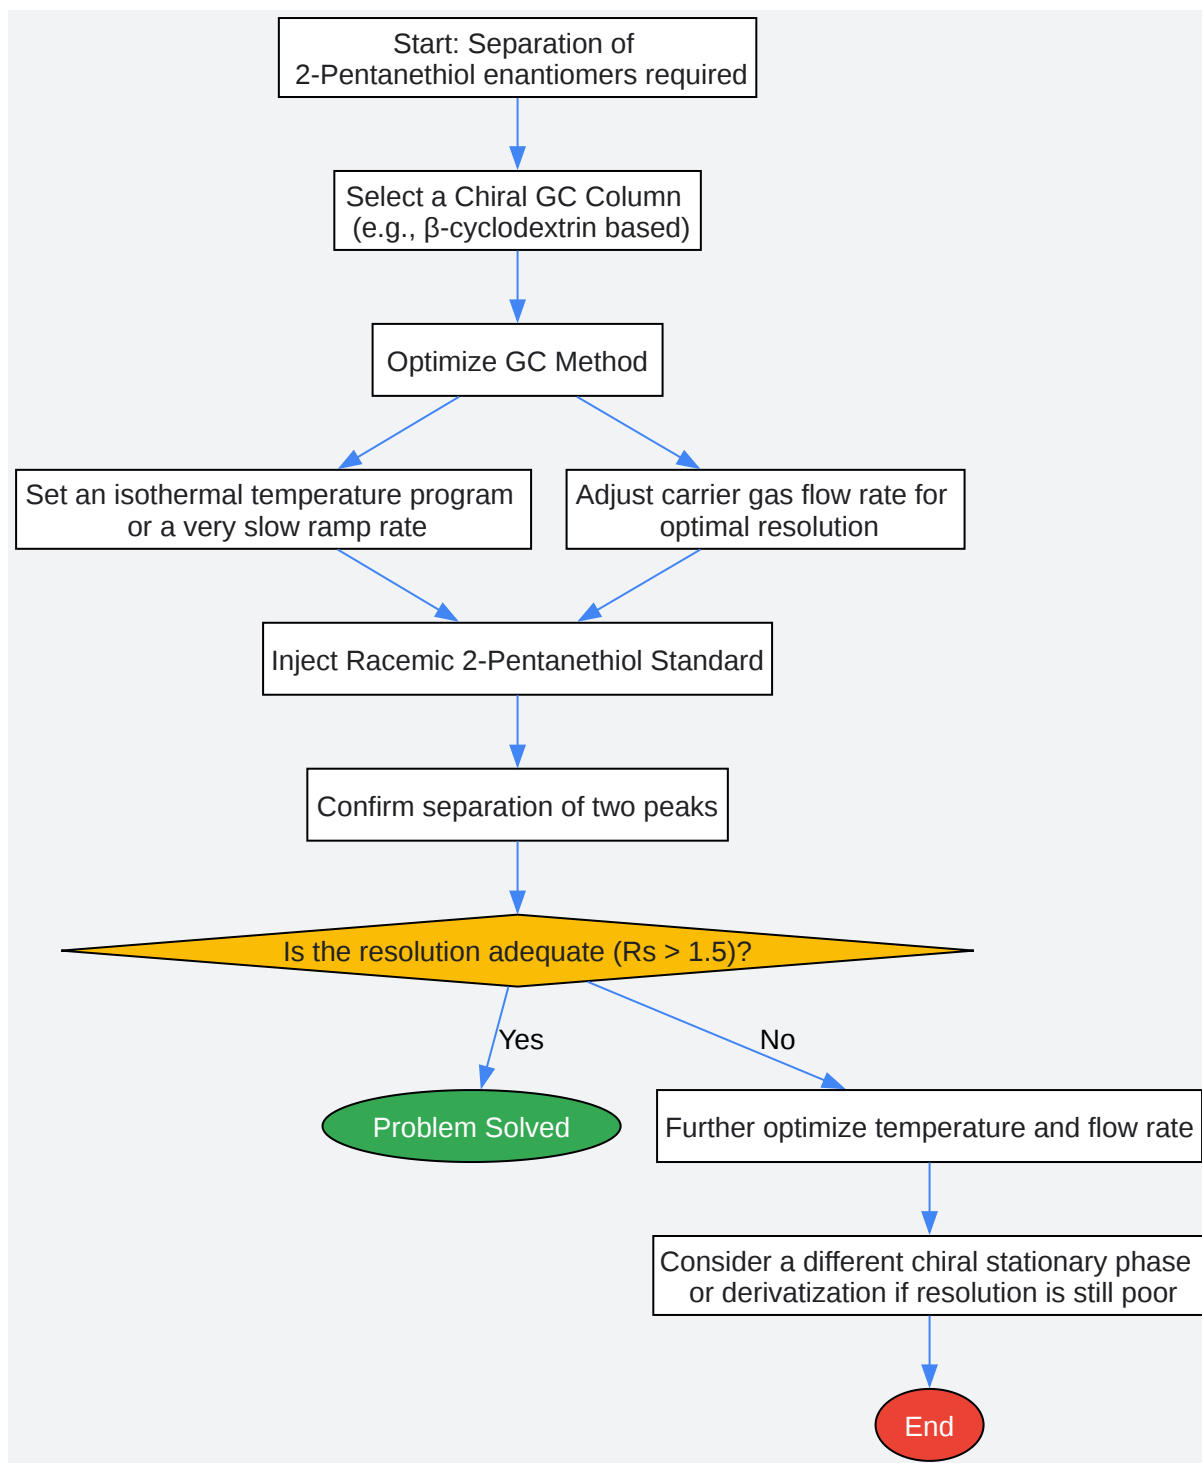 Start: Separation of
2-Pentanethiol enantiomers required
Select a Chiral GC Column
(e.g., β-cyclodextrin based)
Optimize GC Method
Set an isothermal temperature program
or a very slow ramp rate
Adjust carrier gas flow rate for
optimal resolution
Inject Racemic 2-Pentanethiol Standard
Confirm separation of two peaks
Is the resolution adequate (Rs > 1.5)?
Yes
No
Problem Solved
Further optimize temperature and flow rate
Consider a different chiral stationary phase
or derivatization if resolution is still poor
End